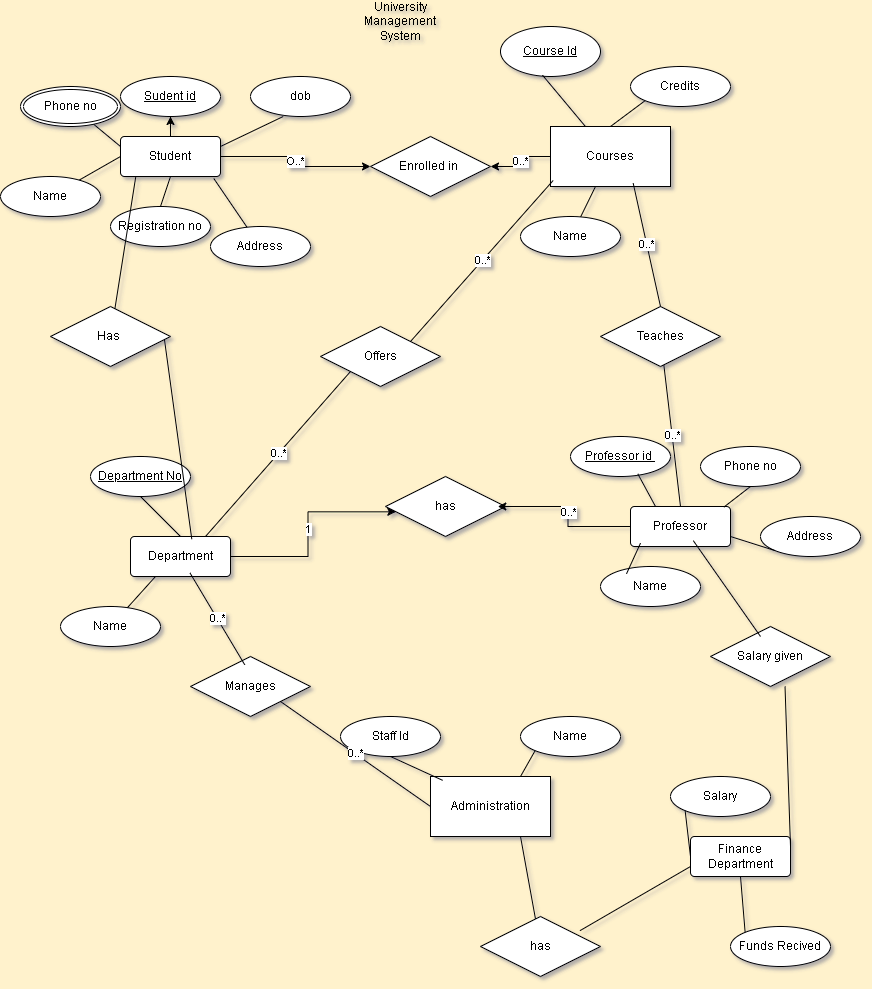 University
Management
System
Course Id
Credits
Phone no
Sudent id
dob
Student
O..*
Enrolled in
0..*
Courses
Name
Registration no
Address
Name
0..*
0..*
Has
Offers
Teaches
0..*
0..*
Professor id
Phone no
Department No
has
0..*
Professor
Address
1
Department
Name
Name
0..*
Salary given
Manages
Staff Id
Name
0..*
Administration
Salary
Finance
Department
has
Funds Recived